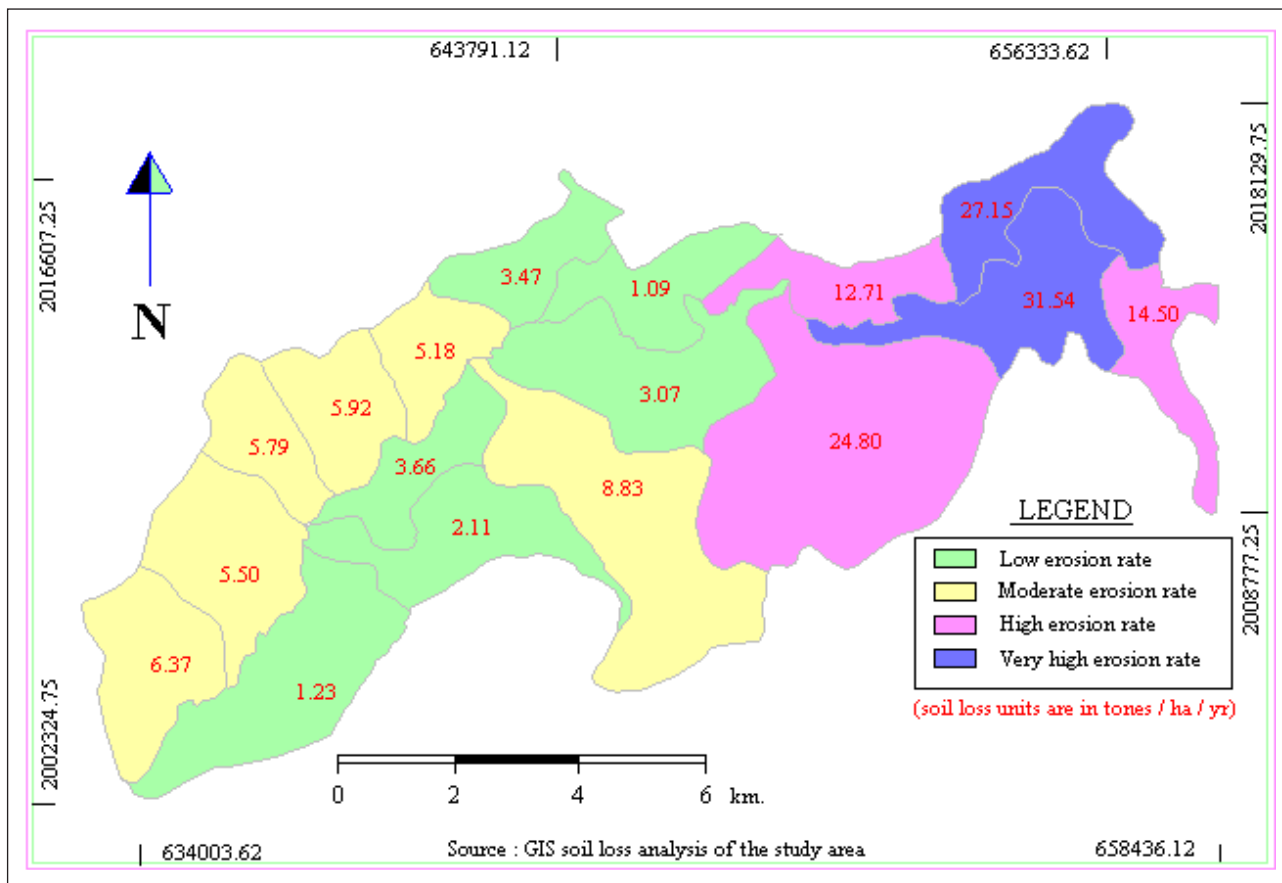 643791.12
656333.62
2018129.75
2016607.25
N
27.15
3.47
1.09
12.71
31.54
14.50
5.18
5.92
3.07
5.79
24.80
3.66
8.83
2.11
5.50
6.37
1.23
LEGEND
Low erosion rate
Moderate erosion rate
High erosion rate
Very high erosion rate
(soil loss units are in tones / ha / yr)
2008777.25
2002324.75
0 2 4 6 km.
634003.62
Source : GIS soil loss analysis of the study area
658436.12